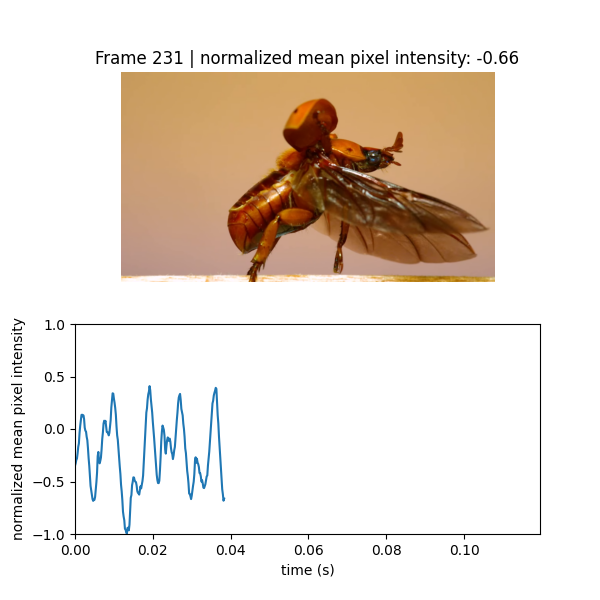 Frame 231 | normalized mean pixel intensity: -0.66
normalized mean pixel intensity
1.0
0.5
0.0
−0.5
−1.0
0.00 0.02 0.04 0.06 0.08 0.10
time (s)